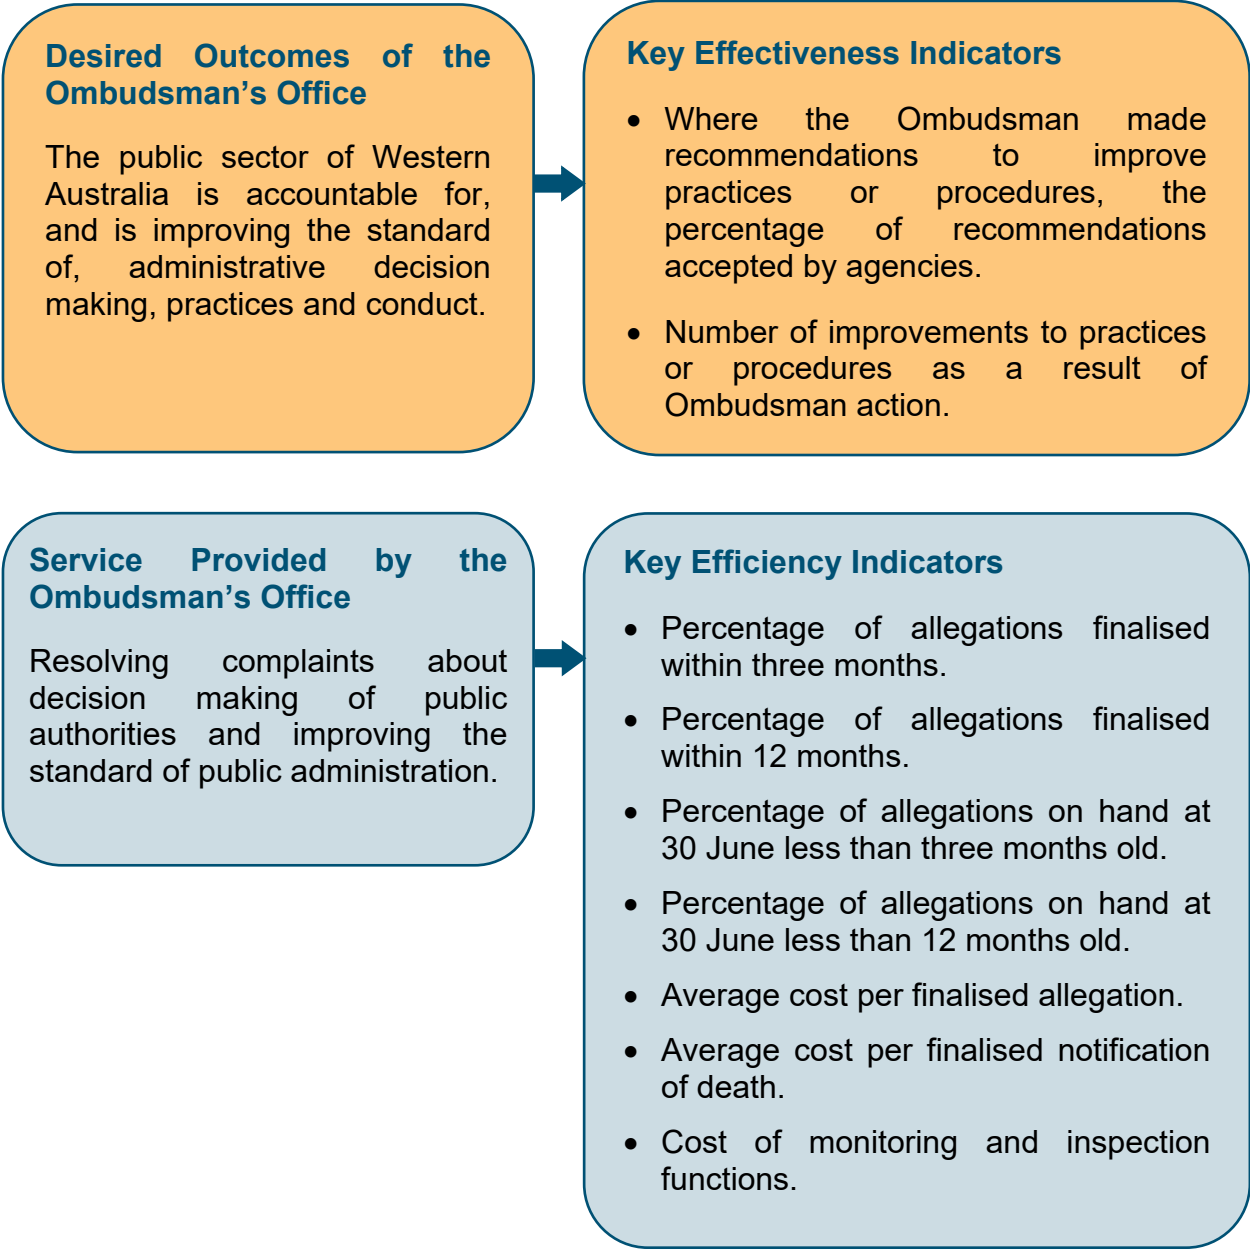 Desired Outcomes of the
Ombudsman’s Office
The public sector of Western
Australia is accountable for,
and is improving the standard
of, administrative decision
making, practices and conduct.
Key Effectiveness Indicators
• Where the Ombudsman made
recommendations to improve
practices or procedures, the
percentage of recommendations
accepted by agencies.
• Number of improvements to practices
or procedures as a result of
Ombudsman action.
Service Provided by the
Ombudsman’s Office
Resolving complaints about
decision making of public
authorities and improving the
standard of public administration.
Key Efficiency Indicators
• Percentage of allegations finalised
within three months.
• Percentage of allegations finalised
within 12 months.
• Percentage of allegations on hand at
30 June less than three months old.
• Percentage of allegations on hand at
30 June less than 12 months old.
• Average cost per finalised allegation.
• Average cost per finalised notification
of death.
• Cost of monitoring and inspection
functions.